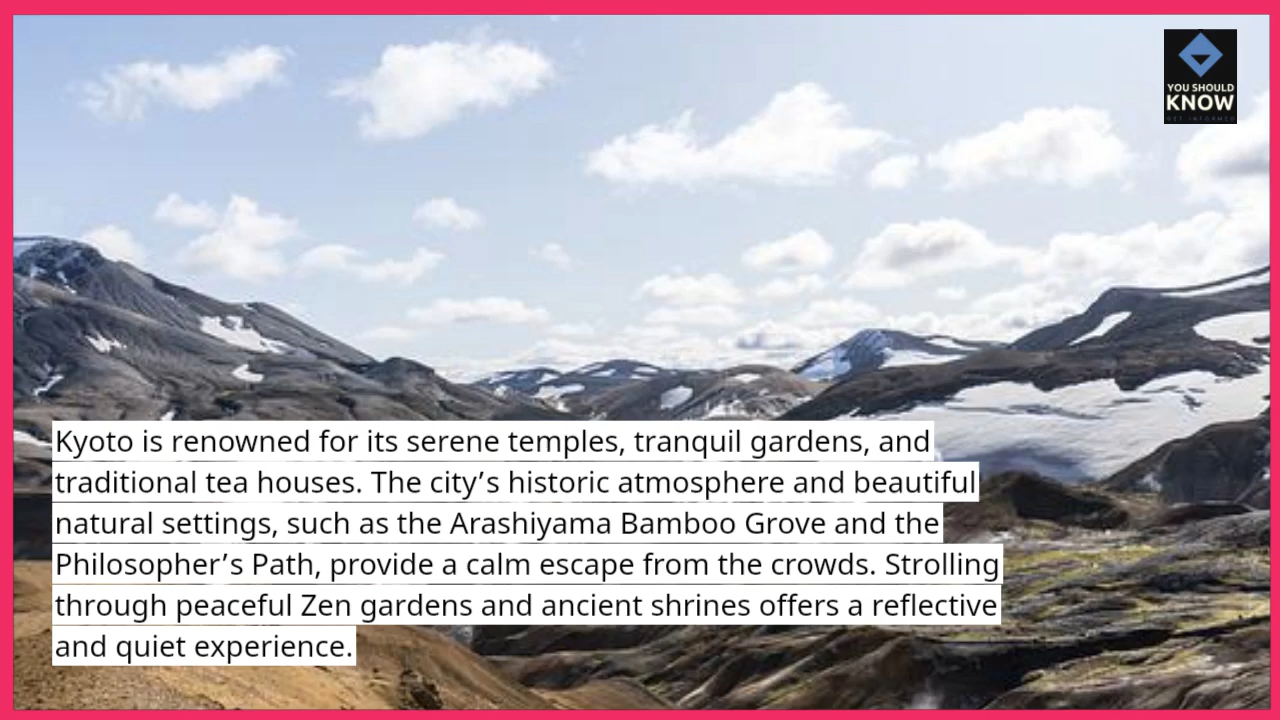 YOU SHOULD
KNOW
GET INFORMED
Kyoto is renowned for its serene temples, tranquil gardens, and
traditional tea houses. The city’s historic atmosphere and beautiful
natural settings, such as the Arashiyama Bamboo Grove and the
Philosopher’s Path, provide a calm escape from the crowds. Strolling
through peaceful Zen gardens and ancient shrines offers a reflective
and quiet experience.